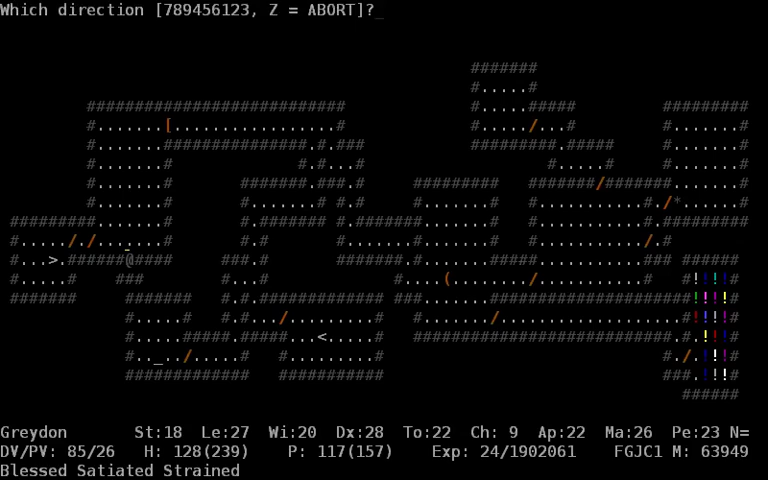 Which direction [789456123, Z = ABORT]?_
Greydon St:18 Le:27 Wi:20 Dx:28 To:22 Ch: 9 Ap:22 Ma:26 Pe:23 N=
DV/PV: 85/26 H: 128(239) P: 117(157) Exp: 24/1902061 FGJC1 M: 63949
Blessed Satiated Strained